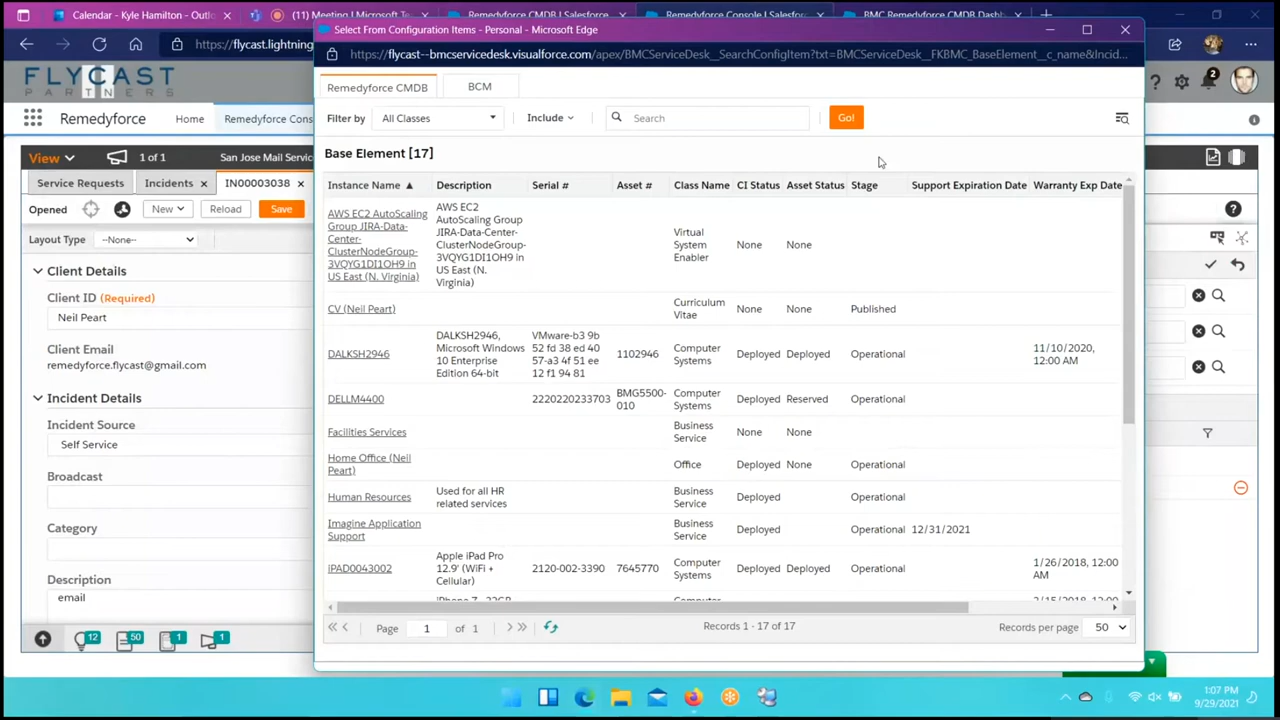 Calendar - Kyle Hamilton - Outlo
(11) Meeting | Microsoft Te
Remedyforce CMDB | Salesforce
Remedyforce Console | Salesfor
BMC Remedyforce CMDB Dash
https://flycast.lightning
FLYCAST
PARTNERS
Remedyforce
Home
Remedyforce Cons
2
View
1 of 1
San Jose Mail Servic
Service Requests
Incidents
IN00003038
Opened
New
Reload
Save
Layout Type
--None--
Client Details
Client ID (Required)
Neil Peart
Client Email
remedyforce.flycast@gmail.com
Incident Details
Incident Source
Self Service
Broadcast
Category
Description
email
12
50
1
1
Select From Configuration Items - Personal - Microsoft Edge
https://flycast--bmcservicedesk.visualforce.com/apex/BMCServiceDesk__SearchConfigItem?txt=BMCServiceDesk__FKBMC_BaseElement__c_name&Incid...
Remedyforce CMDB
BCM
Filter by
All Classes
Include
Search
Go!
Base Element [17]
Instance Name ▲ Description Serial # Asset # Class Name CI Status Asset Status Stage Support Expiration Date Warranty Exp Date
AWS EC2 AutoScaling
Group JIRA-Data-
Center-
ClusterNodeGroup-
3VQYG1DI1OH9 in
US East (N. Virginia)
AWS EC2
AutoScaling
Group
JIRA-Data-
Center-
ClusterNodeGroup-
3VQYG1DI1OH9 in
US East (N.
Virginia)
Virtual
System
Enabler
None
None
CV (Neil Peart)
Curriculum
Vitae
None
None
Published
DALKSH2946
DALKSH2946,
Microsoft Windows
10 Enterprise
Edition 64-bit
VMware-b3 9b
52 fd 38 ed 40
57-a3 4f 51 ee
12 f1 94 81
1102946
Computer
Systems
Deployed
Deployed
Operational
11/10/2020,
12:00 AM
DELLM4400
2220220233703
BMG5500-
010
Computer
Systems
Deployed
Reserved
Operational
Facilities Services
Business
Service
None
None
Home Office (Neil
Peart)
Office
Deployed
None
Operational
Human Resources
Used for all HR
related services
Business
Service
Deployed
Operational
Imagine Application
Support
Business
Service
Deployed
Operational
12/31/2021
iPAD0043002
Apple iPad Pro
12.9' (WiFi +
Cellular)
2120-002-3390
7645770
Computer
Systems
Deployed
Deployed
Operational
1/26/2018, 12:00
AM
Page
1
of 1
Records 1 - 17 of 17
Records per page
50
1:07 PM
9/29/2021